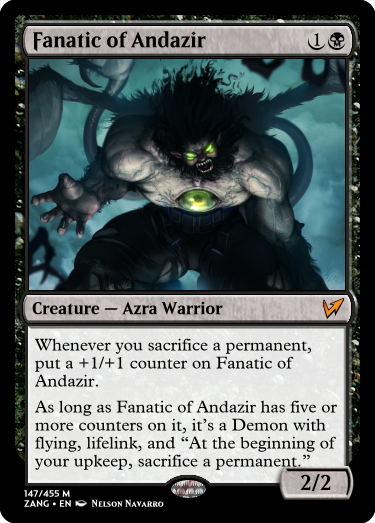 Fanatic of Andazir 1
Creature — Azra Warrior
Whenever you sacrifice a permanent,
put a +1/+1 counter on Fanatic of
Andazir.
As long as Fanatic of Andazir has five or
more counters on it, it's a Demon with
flying, lifelink, and “At the beginning of
your upkeep, sacrifice a permanent.”
2/2
147/455 M
ZANG • EN Nelson Navarro